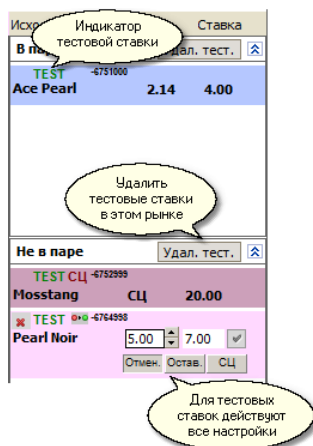 Исхо
Ставка
Индикатор
тестовой ставки
В па
ал. тест.
TEST -6751000
Ace Pearl 2.14 4.00
Удалить
тестовые ставки
в этом рынке
Не в паре Удал. тест.
TEST СЦ -6752999
Mosstang СЦ 20.00
TEST -6764998
Pearl Noir 5.00 7.00
Отмен. Остав. СЦ
Для тестовых
ставок действуют
все настройки